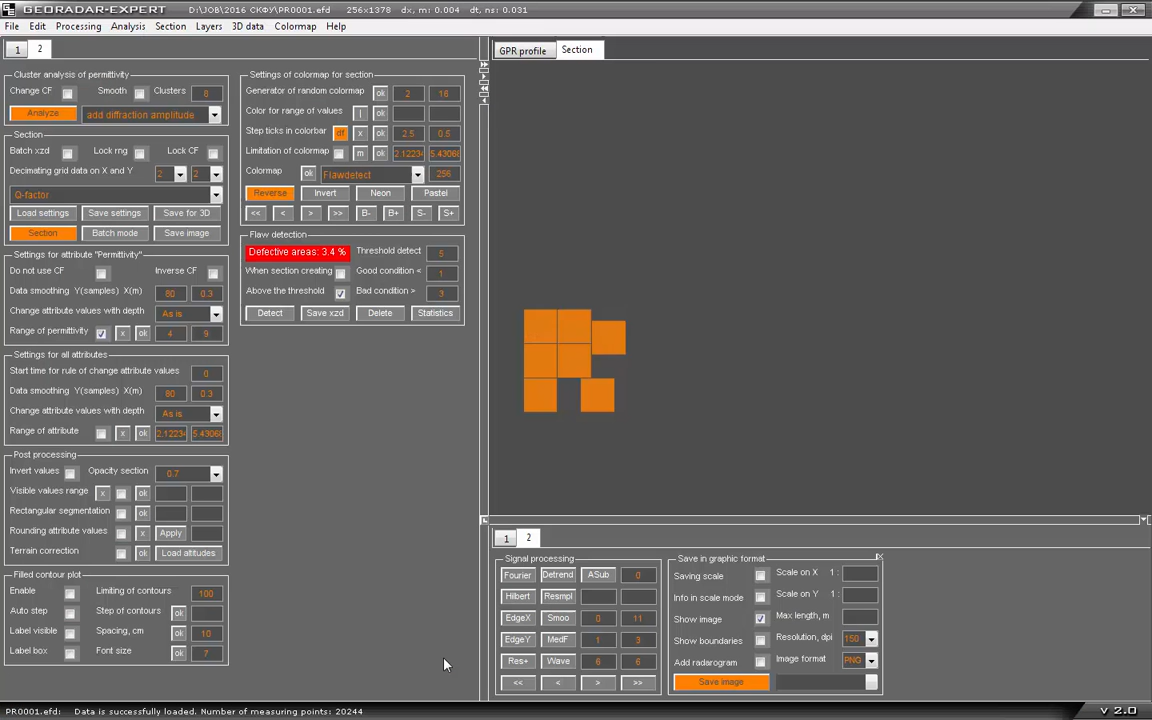 GEORADAR-EXPERT D:\JOB\2016 СКФУ\PR0001.efd 256x1378 dx, m: 0.004 dt, ns: 0.031
File Edit Processing Analysis Section Layers 3D data Colormap Help
1 2
GPR profile Section
Cluster analysis of permittivity
Change CF Smooth Clusters 8
Analyze add diffraction amplitude
Section
Batch xzd Lock rng Lock CF
Decimating grid data on X and Y 2 2
Q-factor
Load settings Save settings Save for 3D
Section Batch mode Save image
Settings for attribute "Permittivity"
Do not use CF Inverse CF
Data smoothing Y(samples) X(m) 80 0.3
Change attribute values with depth As is
Range of permittivity x ok 4 9
Settings for all attributes
Start time for rule of change attribute values 0
Data smoothing Y(samples) X(m) 80 0.3
Change attribute values with depth As is
Range of attribute x ok 2.1223 5.4306
Post processing
Invert values Opacity section 0.7
Visible values range x ok
Rectangular segmentation ok
Rounding attribute values x Apply
Terrain correction ok Load altitudes
Filled contour plot
Enable Limiting of contours 100
Auto step Step of contours ok
Label visible Spacing, cm ok 10
Label box Font size ok 7
Settings of colormap for section
Generator of random colormap ok 2 16
Color for range of values | ok
Step ticks in colorbar df x ok 2.5 0.5
Limitation of colormap m ok 2.1223 5.4306
Colormap ok Flawdetect 256
Reverse Invert Neon Pastel
<< < > >> B- B+ S- S+
Flaw detection
Defective areas: 3.4 % Threshold detect 5
When section creating Good condition < 1
Above the threshold Bad condition > 3
Detect Save xzd Delete Statistics
1 2
Signal processing
Fourier Detrend ASub 0
Hilbert Resmpl
EdgeX Smoo 0 11
EdgeY MedF 1 3
Res+ Wave 6 6
<< < > >>
Save in graphic format
Saving scale Scale on X 1 :
Info in scale mode Scale on Y 1 :
Show image Max length, m
Show boundaries Resolution, dpi 150
Add radarogram Image format PNG
Save image
PR0001.efd: Data is successfully loaded. Number of measuring points: 20244
v 2.0